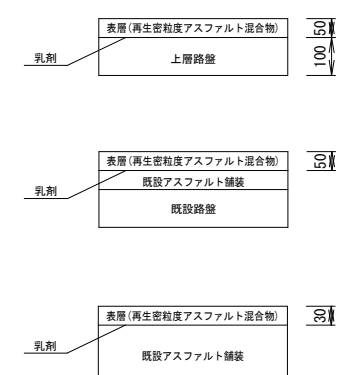 表層(再生密粒度アスファルト混合物)
50
乳剤
上層路盤
100
表層(再生密粒度アスファルト混合物)
50
既設アスファルト舗装
乳剤
既設路盤
表層(再生密粒度アスファルト混合物)
30
乳剤
既設アスファルト舗装